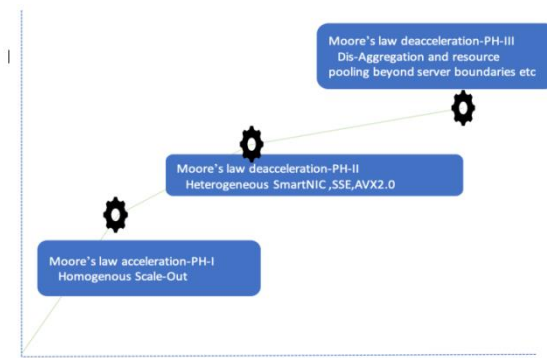 Moore's law deacceleration-PH-III
Dis-Aggregation and resource
pooling beyond server boundaries etc
Moore's law deacceleration-PH-II
Heterogeneous SmartNIC ,SSE,AVX2.0
Moore's law acceleration-PH-I
Homogenous Scale-Out